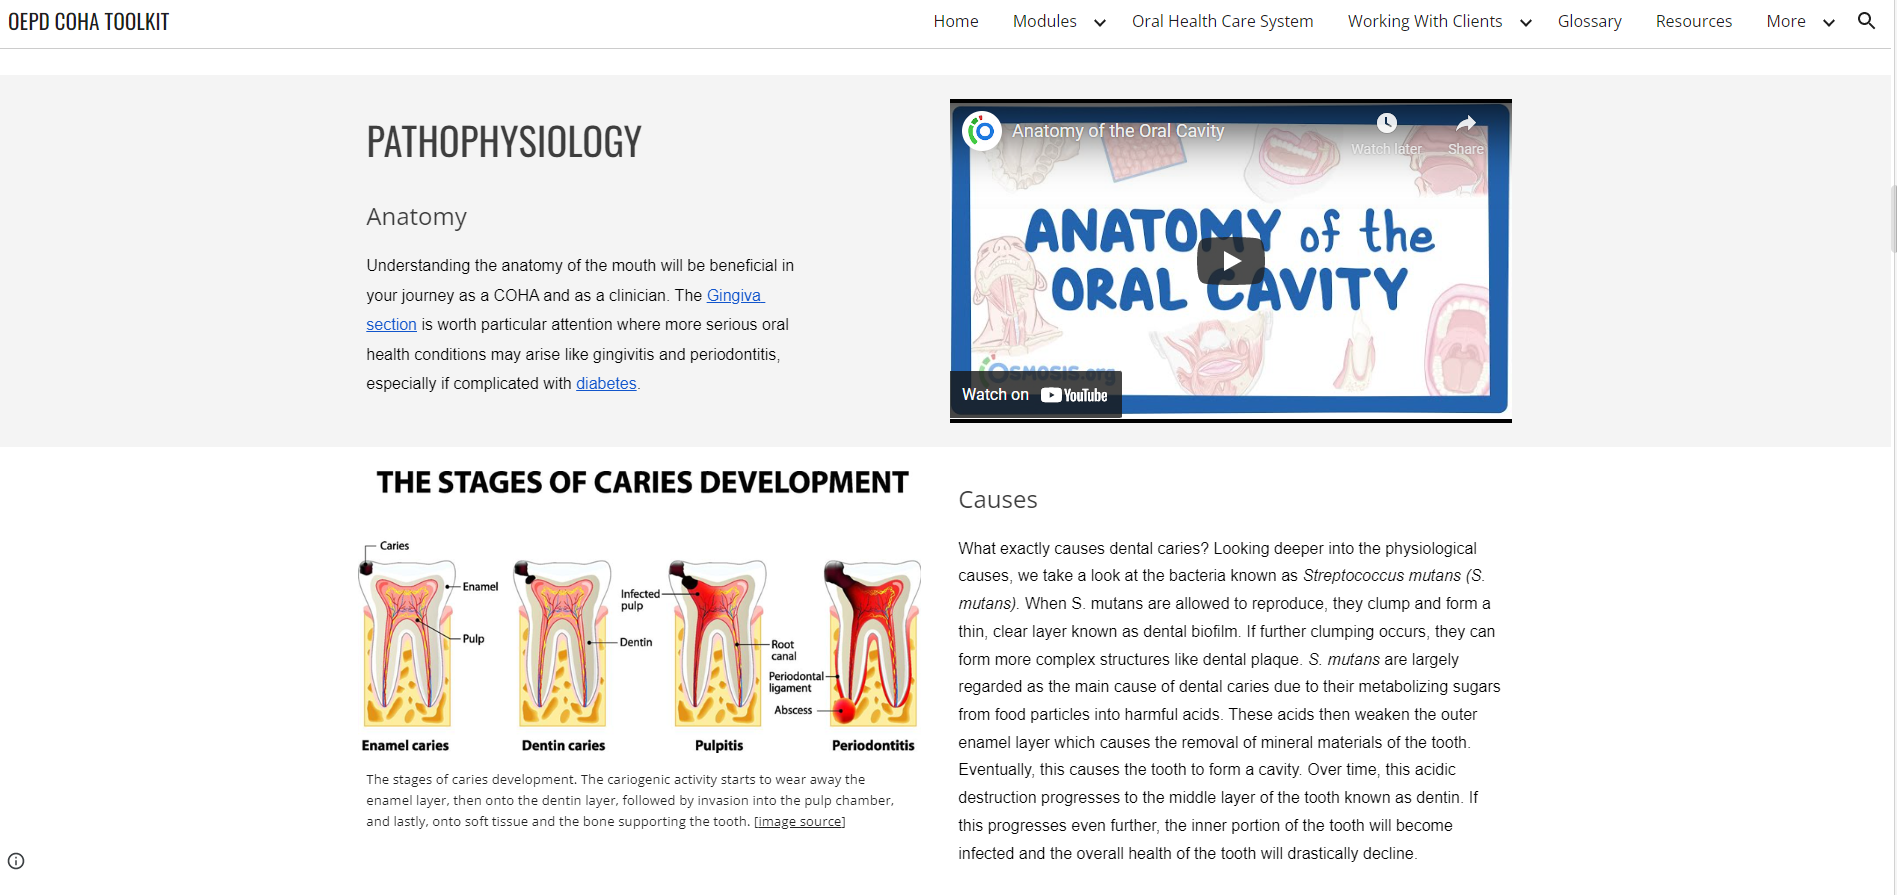 OEPD COHA TOOLKIT
Home Modules Oral Health Care System Working With Clients Glossary Resources More
PATHOPHYSIOLOGY
Anatomy
Understanding the anatomy of the mouth will be beneficial in
your journey as a COHA and as a clinician. The Gingiva
section is worth particular attention where more serious oral
health conditions may arise like gingivitis and periodontitis,
especially if complicated with diabetes.
Anatomy of the Oral Cavity
Watch later Share
ANATOMY of the
ORAL CAVITY
OSMOSIS.org
Watch on YouTube
THE STAGES OF CARIES DEVELOPMENT
Caries
Enamel
Pulp
Infected
pulp
Dentin
Root
canal
Periodontal
ligament
Abscess
Enamel caries Dentin caries Pulpitis Periodontitis
The stages of caries development. The cariogenic activity starts to wear away the
enamel layer, then onto the dentin layer, followed by invasion into the pulp chamber,
and lastly, onto soft tissue and the bone supporting the tooth. [image source]
Causes
What exactly causes dental caries? Looking deeper into the physiological
causes, we take a look at the bacteria known as Streptococcus mutans (S.
mutans). When S. mutans are allowed to reproduce, they clump and form a
thin, clear layer known as dental biofilm. If further clumping occurs, they can
form more complex structures like dental plaque. S. mutans are largely
regarded as the main cause of dental caries due to their metabolizing sugars
from food particles into harmful acids. These acids then weaken the outer
enamel layer which causes the removal of mineral materials of the tooth.
Eventually, this causes the tooth to form a cavity. Over time, this acidic
destruction progresses to the middle layer of the tooth known as dentin. If
this progresses even further, the inner portion of the tooth will become
infected and the overall health of the tooth will drastically decline.